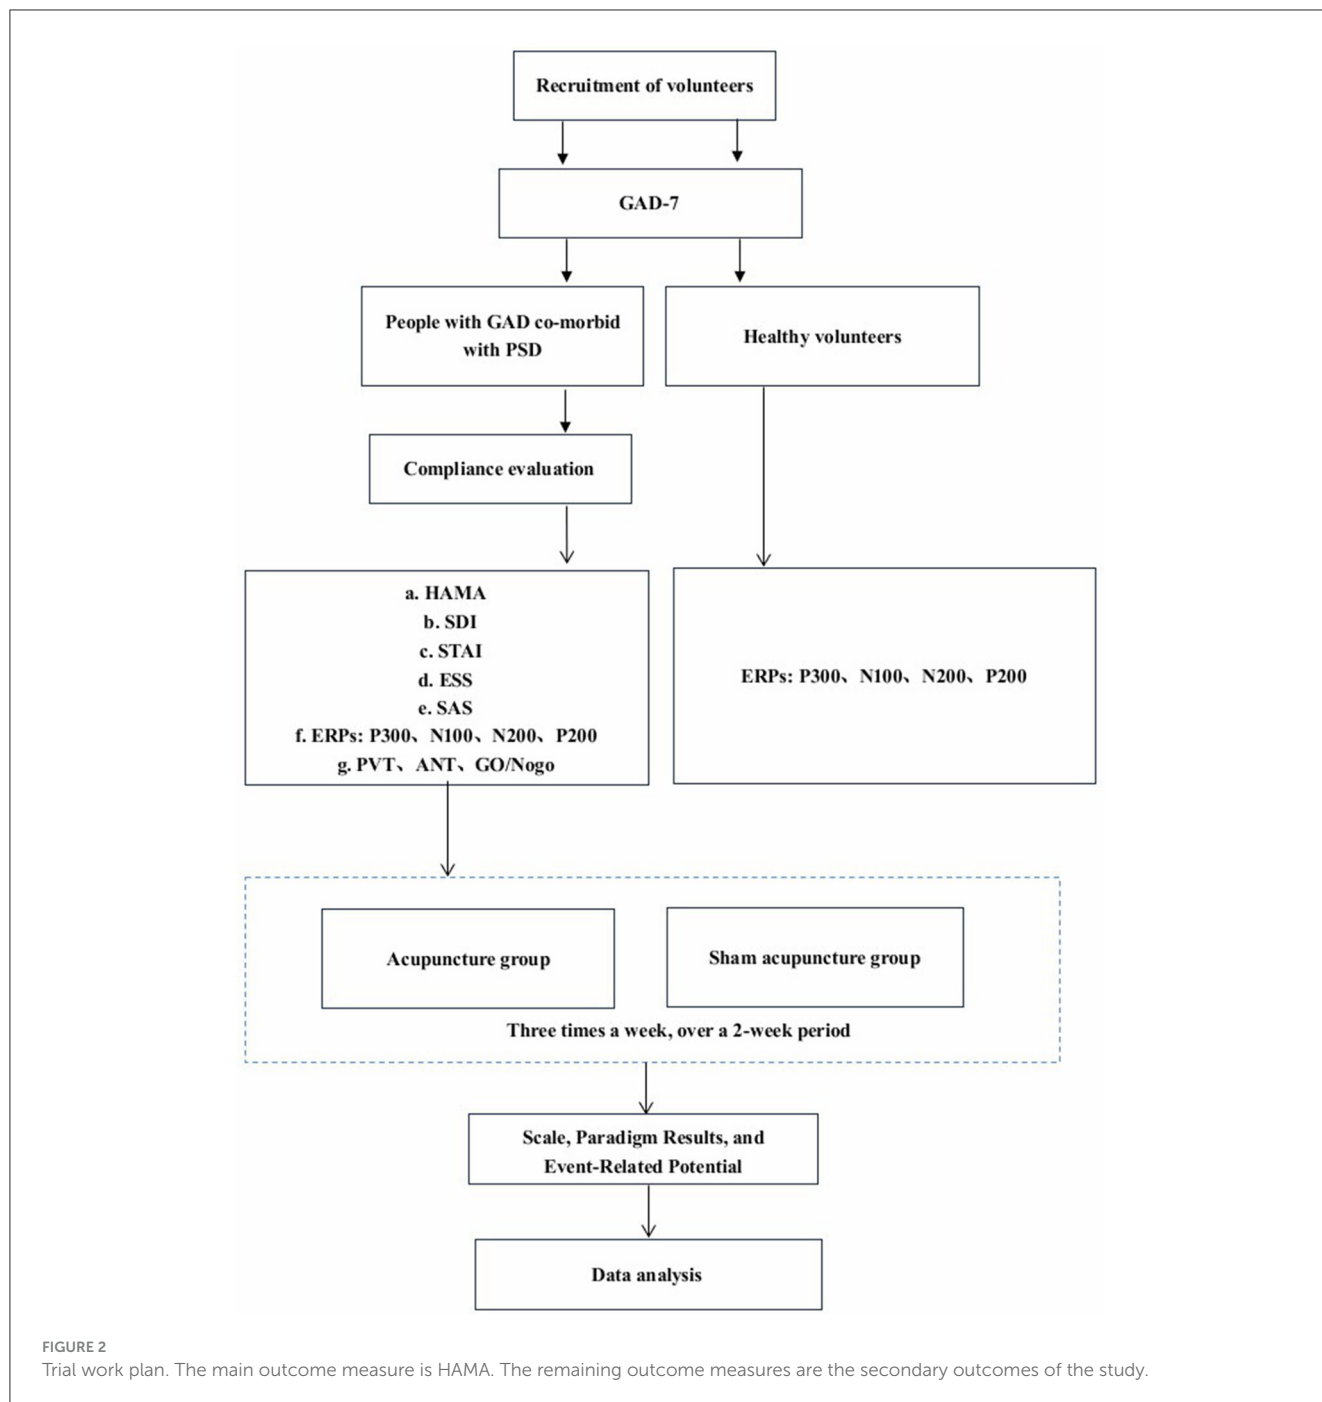 Recruitment of volunteers
GAD-7
People with GAD co-morbid
with PSD
Healthy volunteers
Compliance evaluation
a. HAMA
b. SDI
c. STAI
d. ESS
e. SAS
f. ERPs: P300、N100、N200、P200
g. PVT、ANT、GO/Nogo
ERPs: P300、N100、N200、P200
Acupuncture group
Sham acupuncture group
Three times a week, over a 2-week period
Scale, Paradigm Results, and
Event-Related Potential
Data analysis
FIGURE 2
Trial work plan. The main outcome measure is HAMA. The remaining outcome measures are the secondary outcomes of the study.